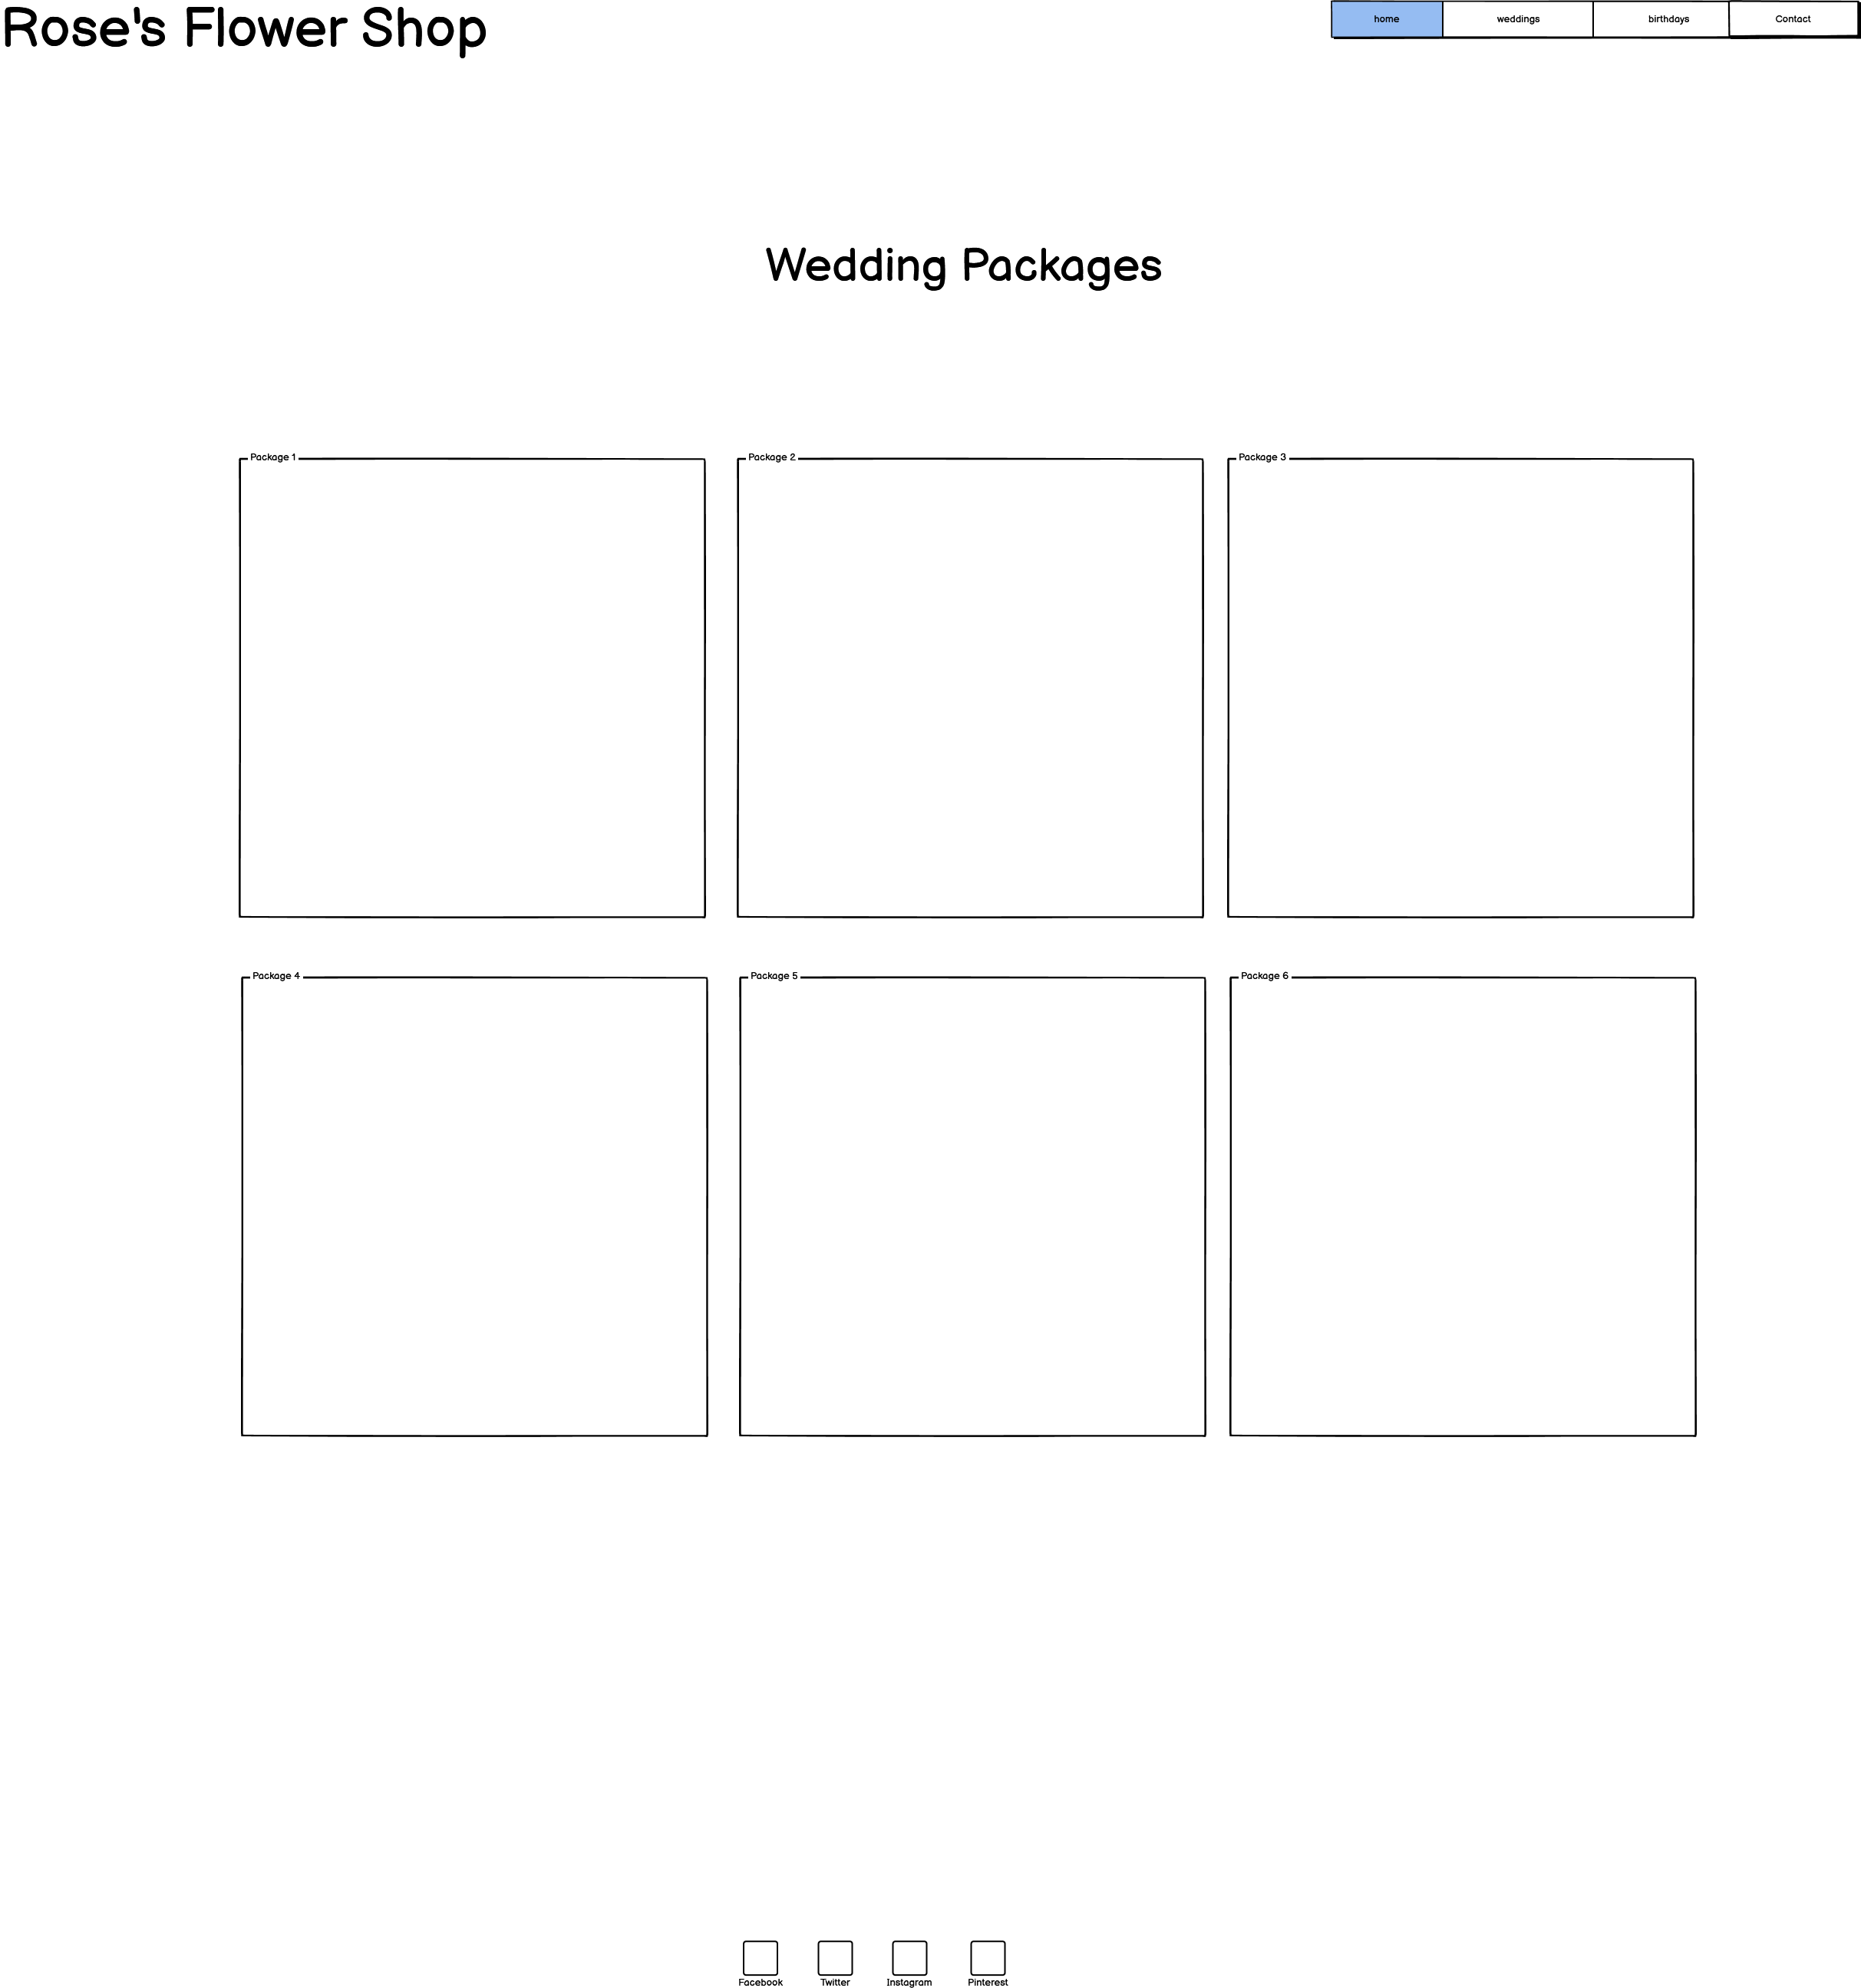 Rose's Flower Shop
home weddings birthdays Contact
Wedding Packages
Package 1 Package 2 Package 3
Package 4 Package 5 Package 6
Facebook Twitter Instagram Pinterest